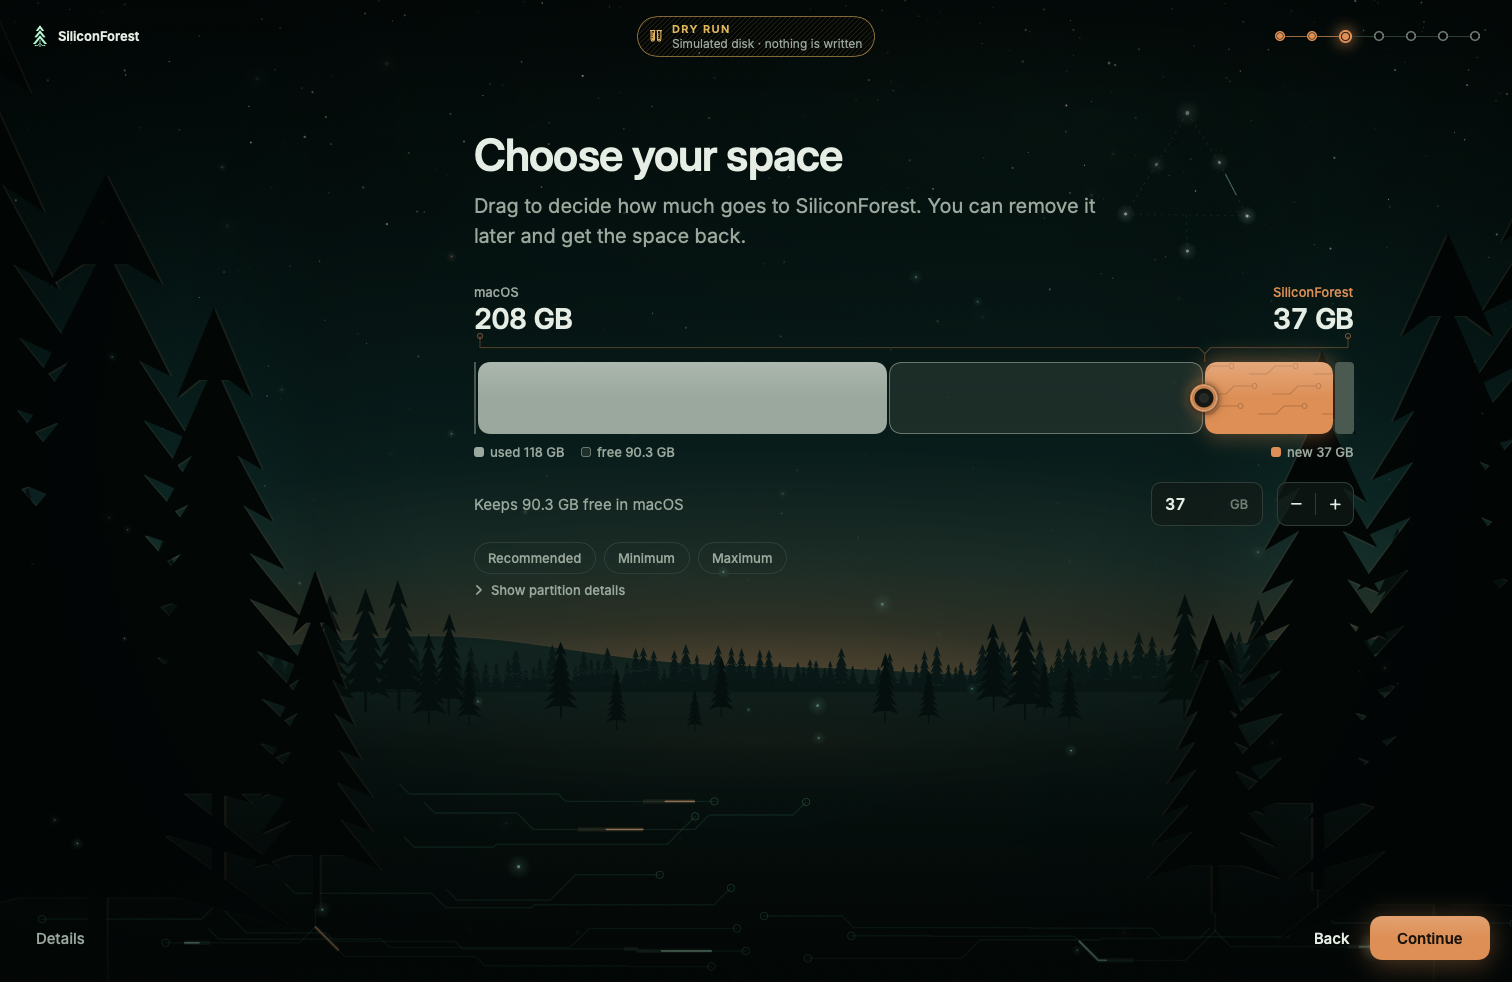 SiliconForest
DRY RUN
Simulated disk · nothing is written
Choose your space
Drag to decide how much goes to SiliconForest. You can remove it
later and get the space back.
macOS
208 GB
SiliconForest
37 GB
used 118 GB
free 90.3 GB
new 37 GB
Keeps 90.3 GB free in macOS
37 GB
− +
Recommended
Minimum
Maximum
Show partition details
Details
Back
Continue